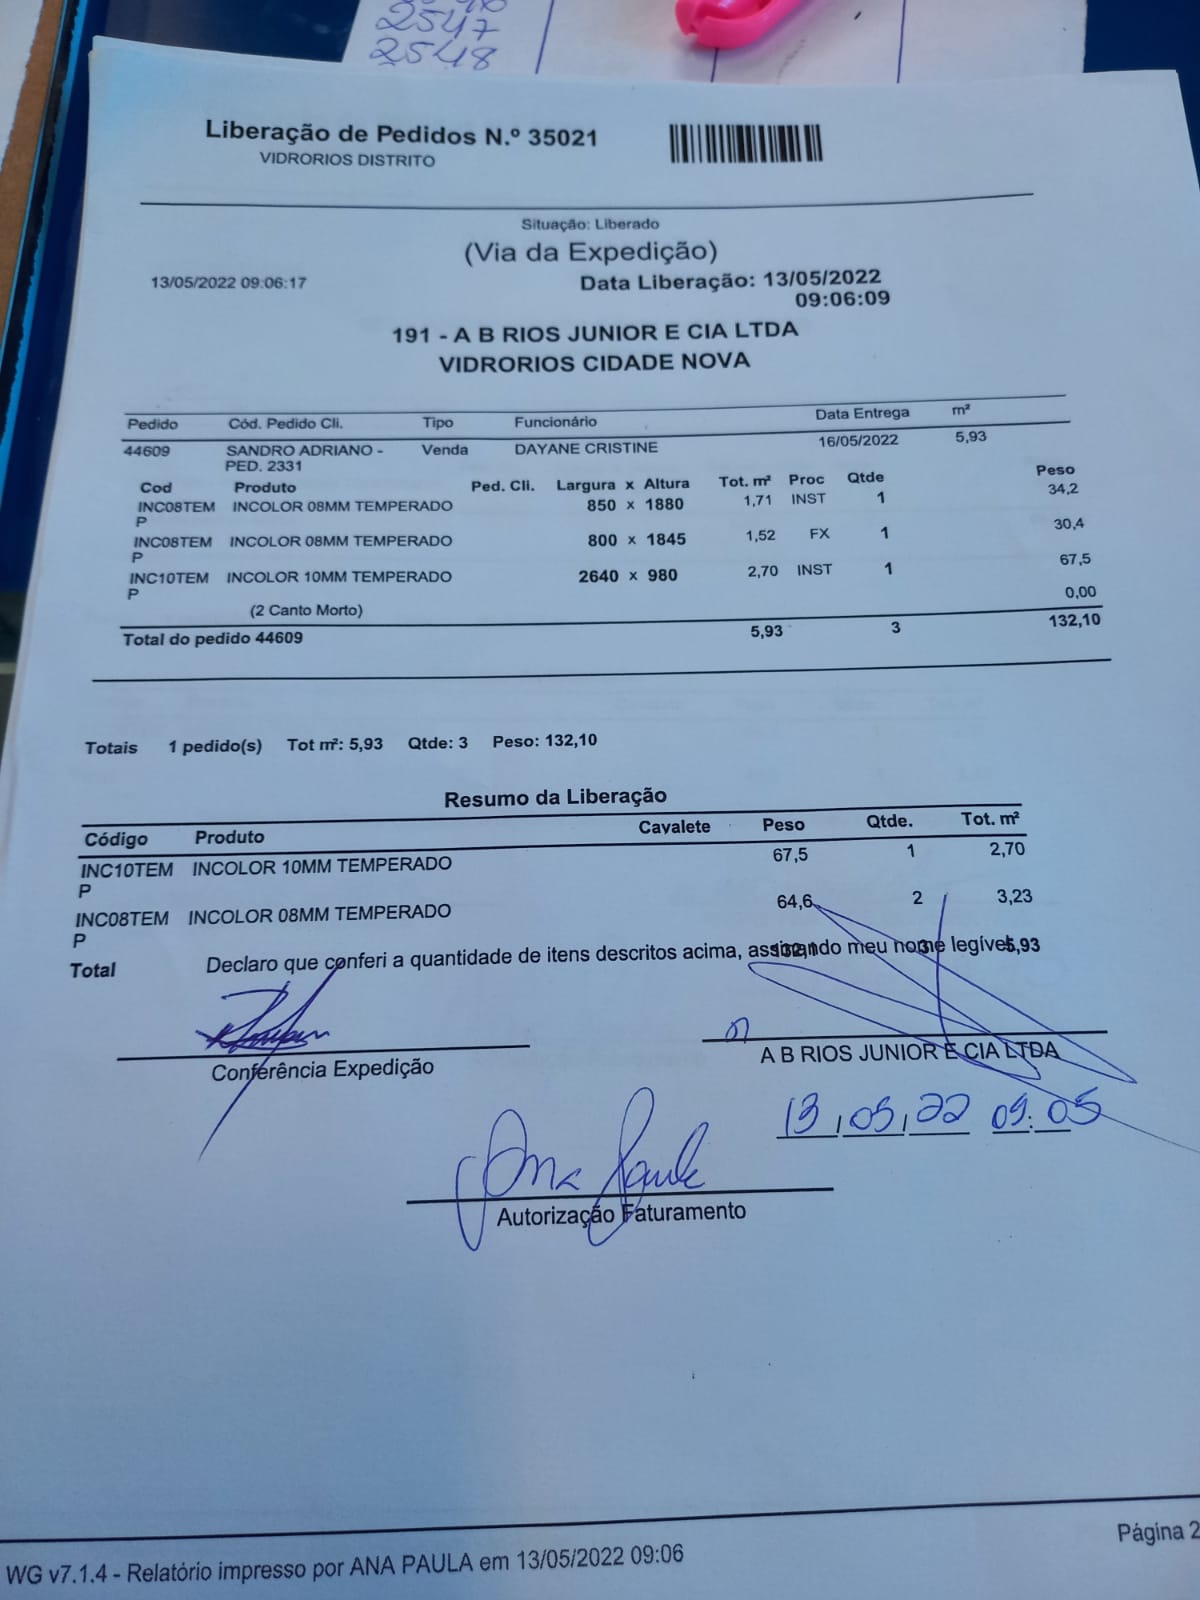 2547
2548
Liberação de Pedidos N.º 35021
VIDRORIOS DISTRITO
Situação: Liberado
(Via da Expedição)
13/05/2022 09:06:17 Data Liberação: 13/05/2022
09:06:09
191 - A B RIOS JUNIOR E CIA LTDA
VIDRORIOS CIDADE NOVA
Pedido Cód. Pedido Cli. Tipo Funcionário Data Entrega m²
44609 SANDRO ADRIANO - Venda DAYANE CRISTINE 16/05/2022 5,93
PED. 2331
Cod Produto Ped. Cli. Largura x Altura Tot. m² Proc Qtde Peso
INC08TEM INCOLOR 08MM TEMPERADO 850 x 1880 1,71 INST 1 34,2
P
INC08TEM INCOLOR 08MM TEMPERADO 800 x 1845 1,52 FX 1 30,4
P
INC10TEM INCOLOR 10MM TEMPERADO 2640 x 980 2,70 INST 1 67,5
P
(2 Canto Morto) 0,00
Total do pedido 44609 5,93 3 132,10
Totais 1 pedido(s) Tot m²: 5,93 Qtde: 3 Peso: 132,10
Resumo da Liberação
Código Produto Cavalete Peso Qtde. Tot. m²
INC10TEM INCOLOR 10MM TEMPERADO 67,5 1 2,70
P
INC08TEM INCOLOR 08MM TEMPERADO 64,6 2 3,23
P
Total 132,1 3 5,93
Declaro que conferi a quantidade de itens descritos acima, assinando meu nome legível.
Conferência Expedição
A B RIOS JUNIOR E CIA LTDA
13/05/22 09:05
Ana Paula
Autorização Faturamento
WG v7.1.4 - Relatório impresso por ANA PAULA em 13/05/2022 09:06 Página 2